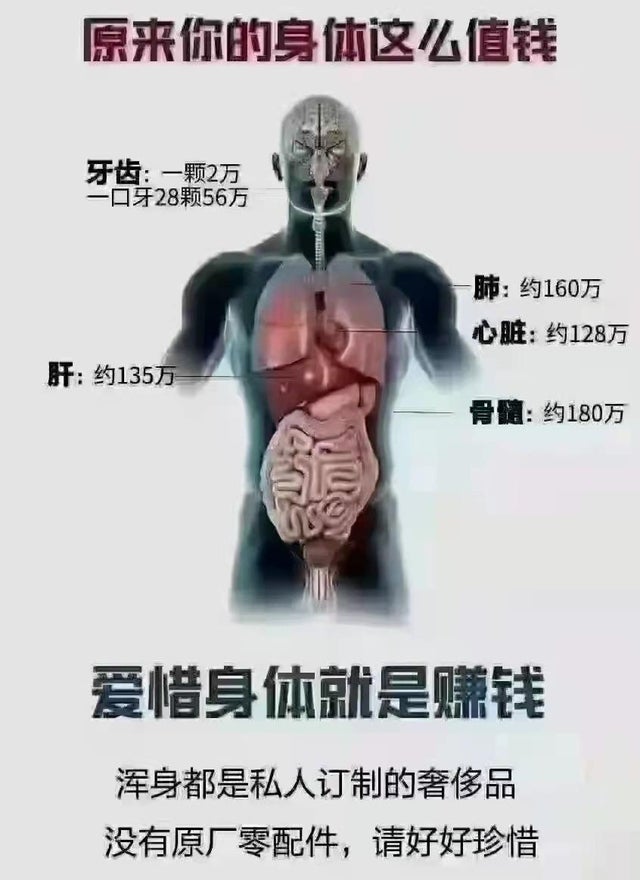 原来你的身体这么值钱
牙齿：一颗2万
一口牙28颗56万
肺：约160万
心脏：约128万
肝：约135万
骨髓：约180万
爱惜身体就是赚钱
浑身都是私人订制的奢侈品
没有原厂零配件，请好好珍惜